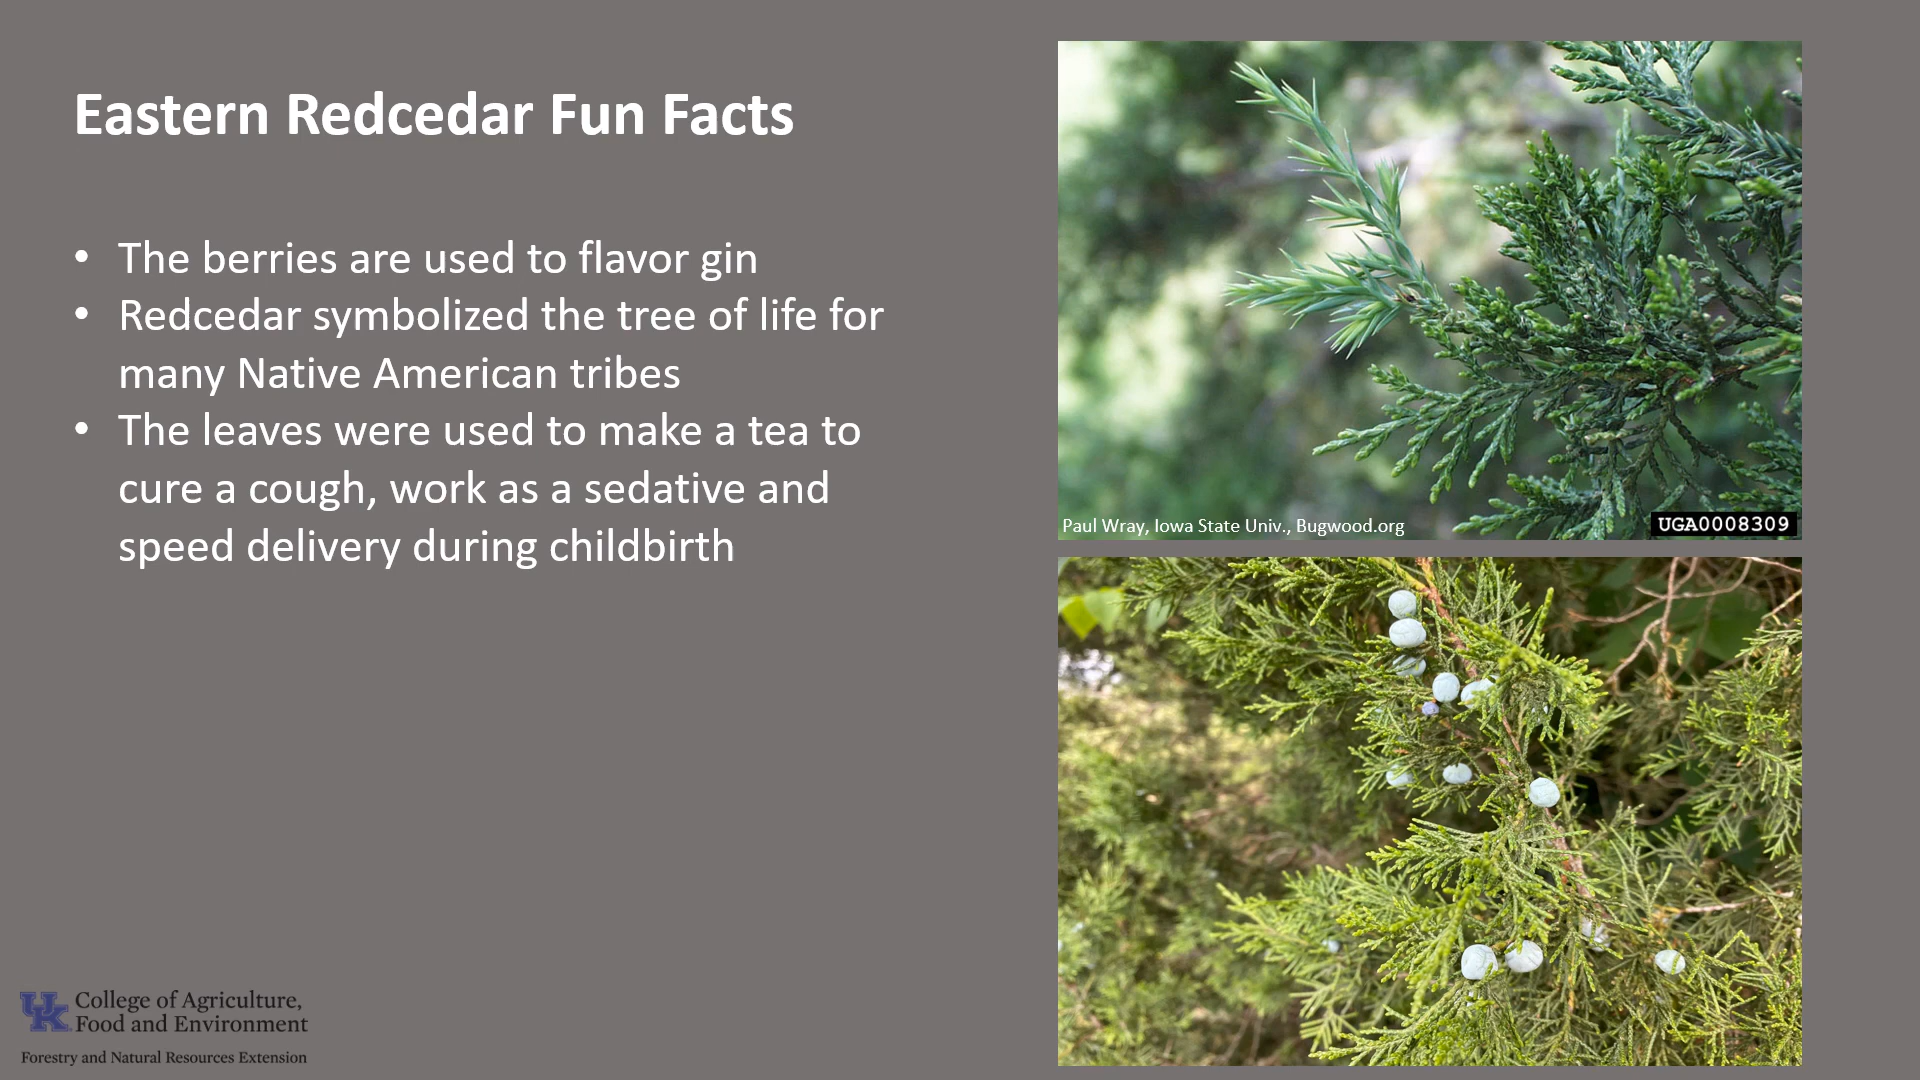 Eastern Redcedar Fun Facts
• The berries are used to flavor gin
• Redcedar symbolized the tree of life for
many Native American tribes
• The leaves were used to make a tea to
cure a cough, work as a sedative and
speed delivery during childbirth
Paul Wray, Iowa State Univ., Bugwood.org
UGA0008309
UK
College of Agriculture,
Food and Environment
Forestry and Natural Resources Extension